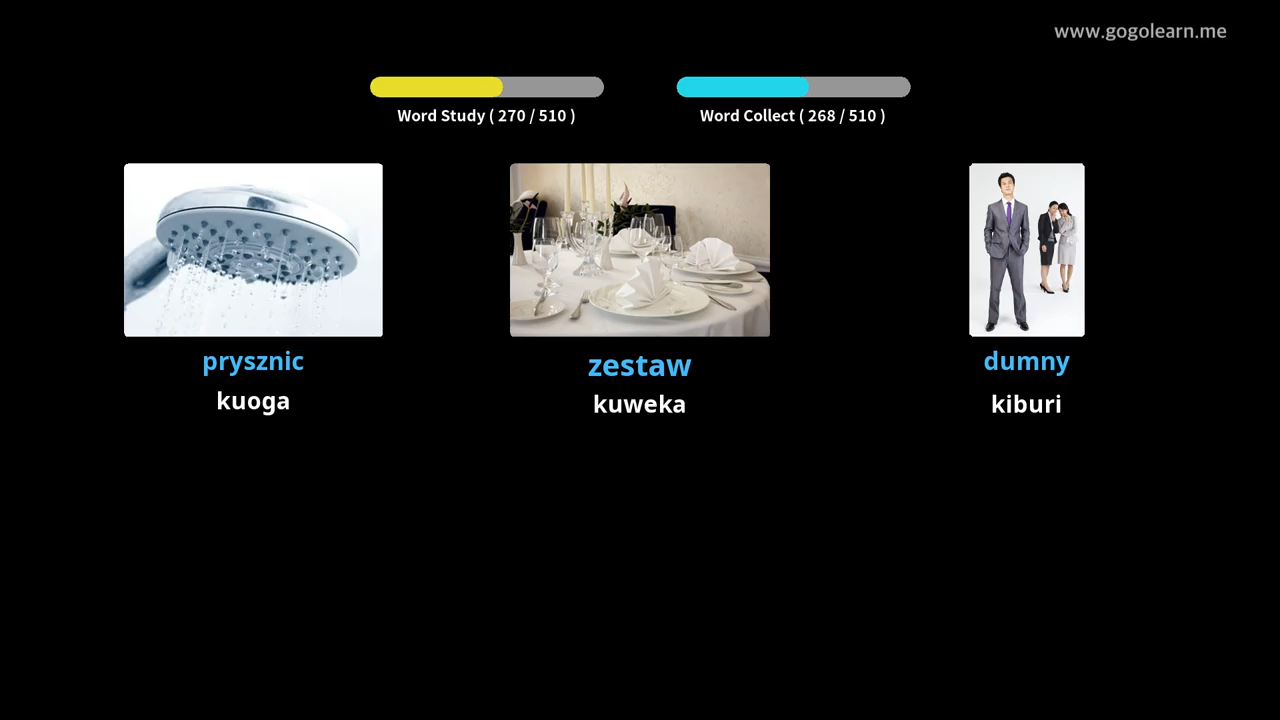 www.gogolearn.me
Word Study ( 270 / 510 )
Word Collect ( 268 / 510 )
prysznic
kuoga
zestaw
kuweka
dumny
kiburi